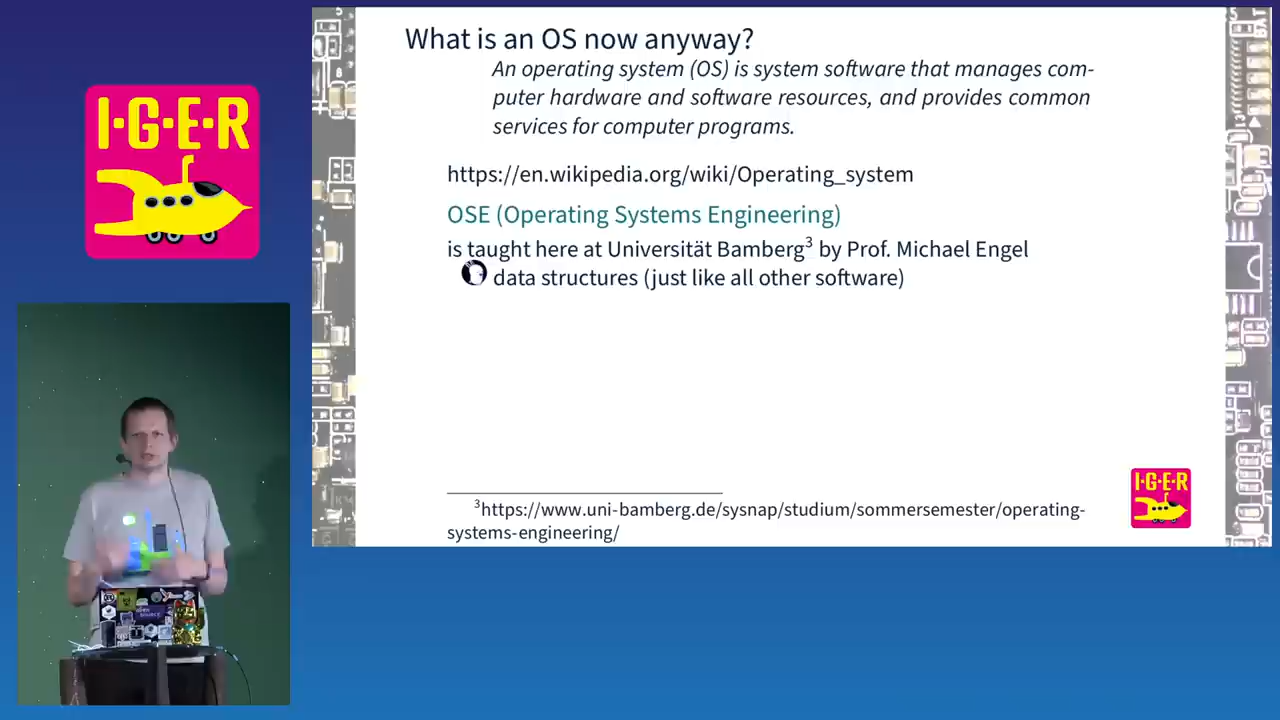 I·G·E·R
What is an OS now anyway?
An operating system (OS) is system software that manages com-
puter hardware and software resources, and provides common
services for computer programs.
https://en.wikipedia.org/wiki/Operating_system
OSE (Operating Systems Engineering)
is taught here at Universität Bamberg³ by Prof. Michael Engel
data structures (just like all other software)
I·G·E·R
³https://www.uni-bamberg.de/sysnap/studium/sommersemester/operating-
systems-engineering/